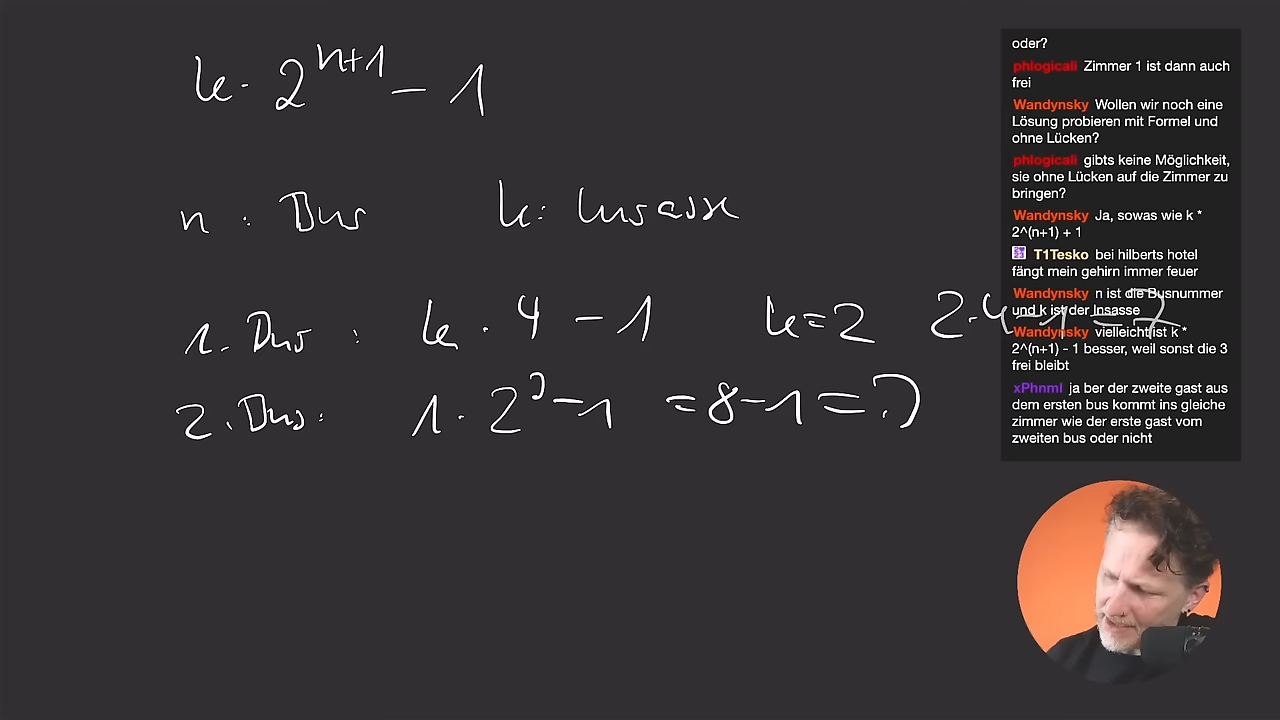 k · 2^{n+1} − 1
n : Bus k: Insasse
1. Bus : k · 4 − 1 k=2 2·4−1=7
2. Bus: 1 · 2³ − 1 = 8−1=7
oder?
phlogicali Zimmer 1 ist dann auch
frei
Wandynsky Wollen wir noch eine
Lösung probieren mit Formel und
ohne Lücken?
phlogicali gibts keine Möglichkeit,
sie ohne Lücken auf die Zimmer zu
bringen?
Wandynsky Ja, sowas wie k *
2^(n+1) + 1
T1Tesko bei hilberts hotel
fängt mein gehirn immer feuer
Wandynsky n ist die Busnummer
und k ist der Insasse
Wandynsky vielleicht ist k *
2^(n+1) - 1 besser, weil sonst die 3
frei bleibt
xPhnml ja ber der zweite gast aus
dem ersten bus kommt ins gleiche
zimmer wie der erste gast vom
zweiten bus oder nicht